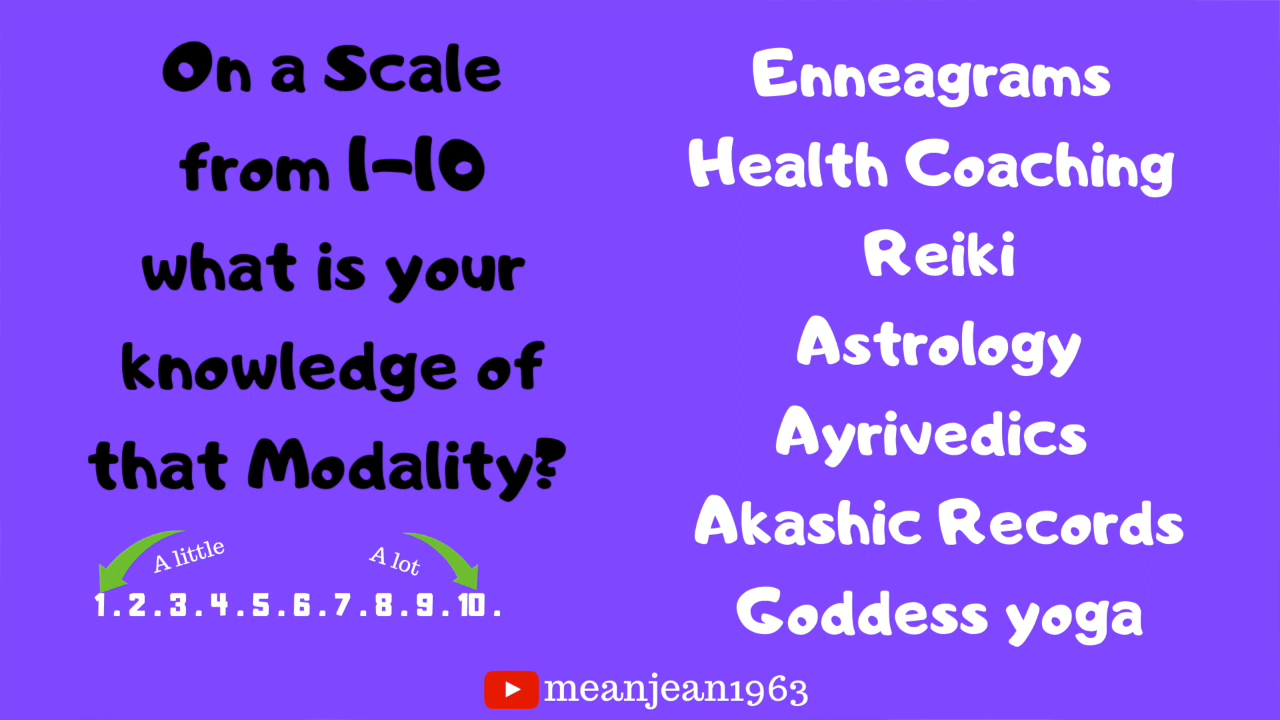 On a Scale
from 1-10
what is your
knowledge of
that Modality?
A little
A lot
1.2.3.4.5.6.7.8.9.10.
Enneagrams
Health Coaching
Reiki
Astrology
Ayrivedics
Akashic Records
Goddess yoga
meanjean1963